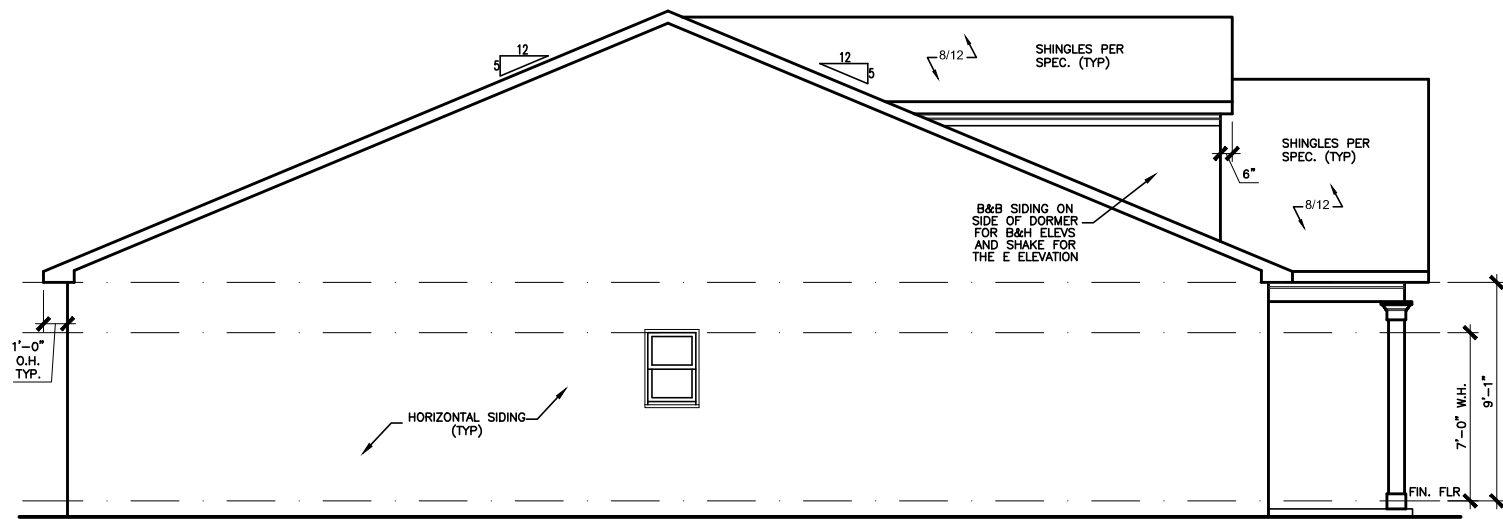 12
5
12
5
8/12
SHINGLES PER
SPEC. (TYP)
SHINGLES PER
SPEC. (TYP)
6"
8/12
B&B SIDING ON
SIDE OF DORMER
FOR B&H ELEVS
AND SHAKE FOR
THE E ELEVATION
1'-0"
O.H.
TYP.
HORIZONTAL SIDING
(TYP)
7'-0" W.H.
9'-1"
FIN. FLR